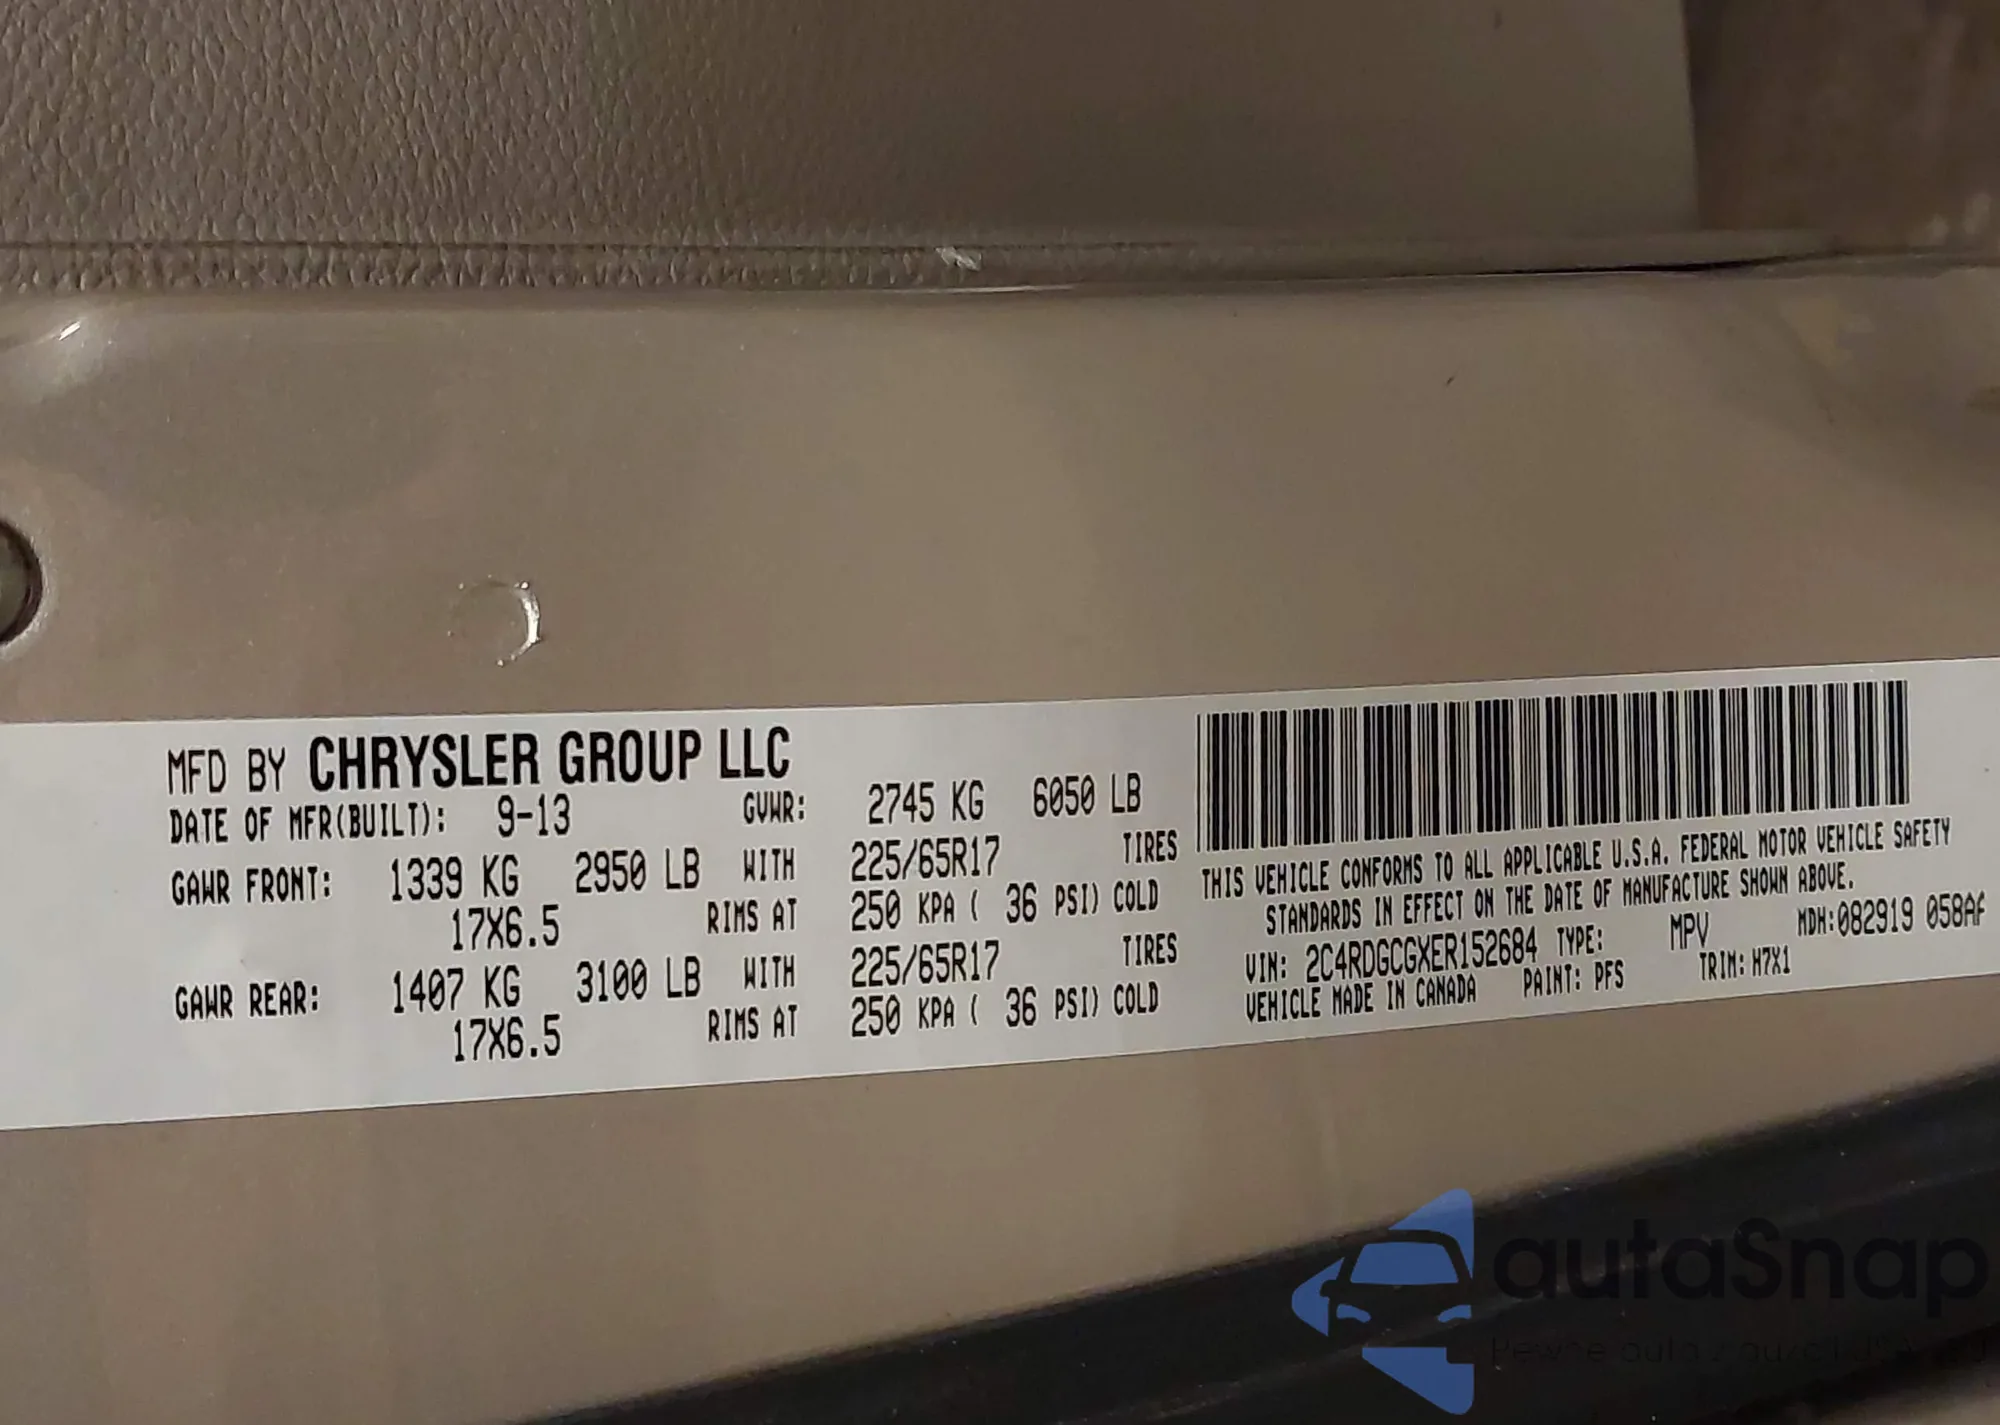 MFD BY CHRYSLER GROUP LLC
DATE OF MFR(BUILT): 9-13 GVWR: 2745 KG 6050 LB
GAWR FRONT: 1339 KG 2950 LB WITH 225/65R17 TIRES
17X6.5 RIMS AT 250 KPA ( 36 PSI) COLD
GAWR REAR: 1407 KG 3100 LB WITH 225/65R17 TIRES
17X6.5 RIMS AT 250 KPA ( 36 PSI) COLD
THIS VEHICLE CONFORMS TO ALL APPLICABLE U.S.A. FEDERAL MOTOR VEHICLE SAFETY
STANDARDS IN EFFECT ON THE DATE OF MANUFACTURE SHOWN ABOVE.
VIN: 2C4RDGCGXER152684 TYPE: MPV MDH:082919 058AF
VEHICLE MADE IN CANADA PAINT: PFS TRIM: H7X1
autaSnap
Pewne auta z